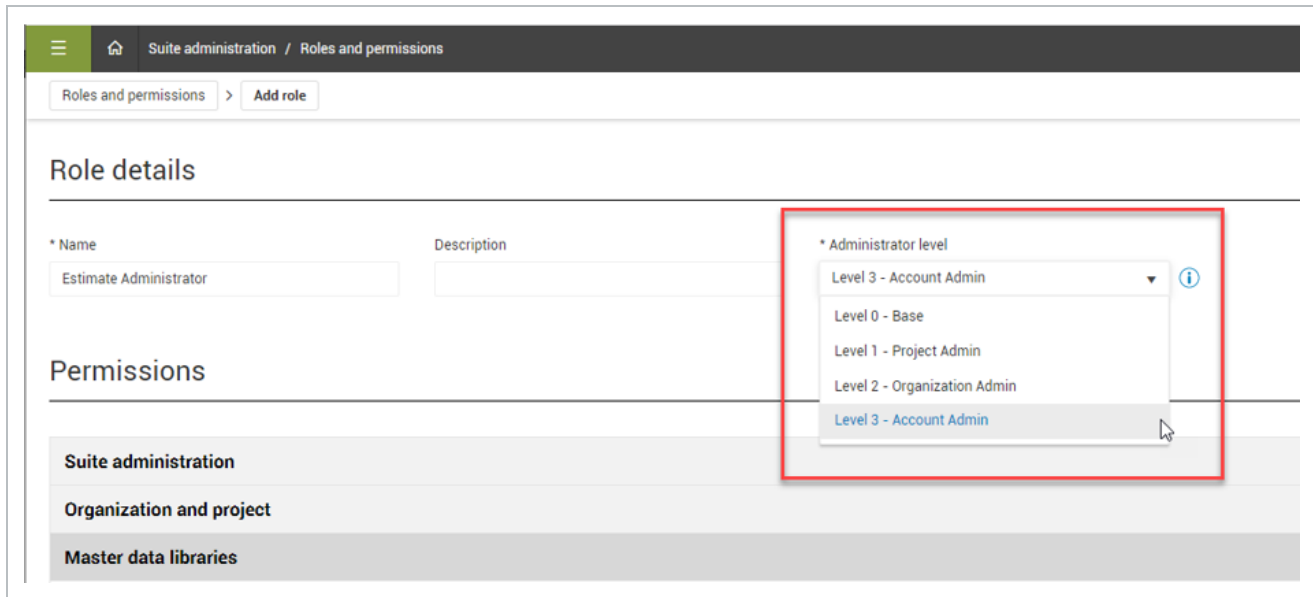 Suite administration / Roles and permissions
Roles and permissions > Add role
Role details
* Name
Description
* Administrator level
Estimate Administrator
Level 3 - Account Admin
Level 0 - Base
Level 1 - Project Admin
Level 2 - Organization Admin
Level 3 - Account Admin
Permissions
Suite administration
Organization and project
Master data libraries